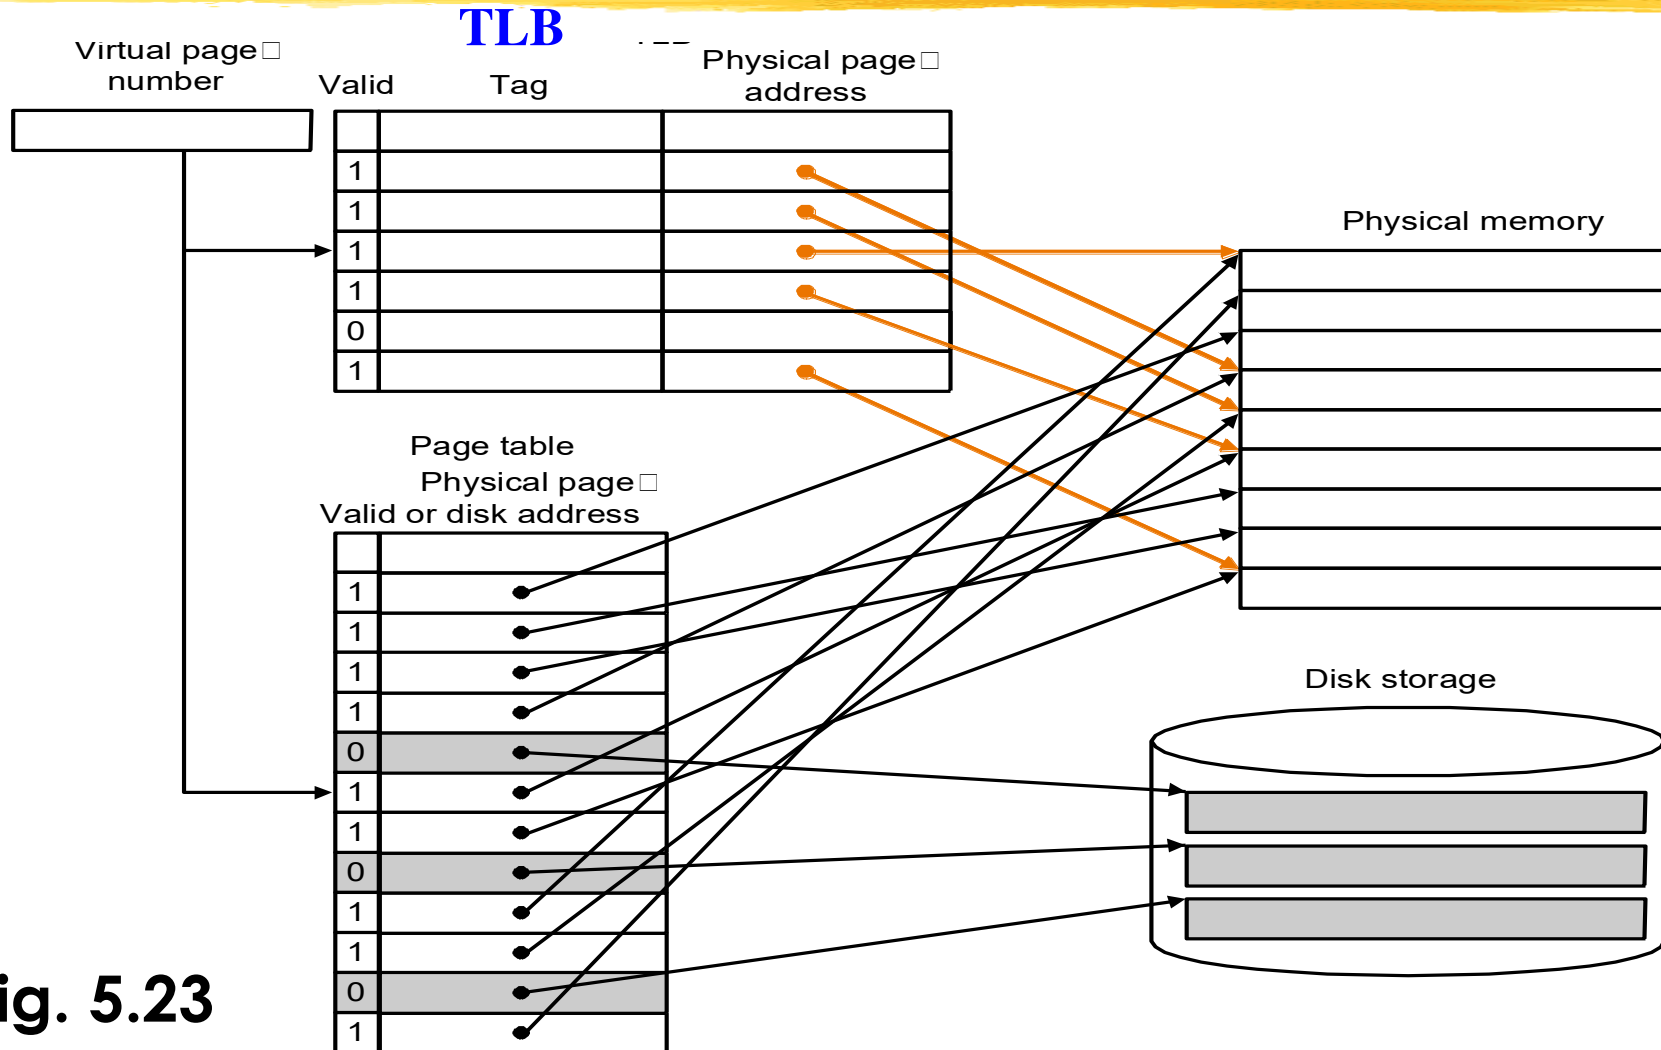 TLB
Virtual page□
number
Valid
Tag
Physical page□
address
1
1
1
1
0
1
Physical memory
Page table
Physical page□
Valid or disk address
1
1
1
1
0
1
1
0
1
1
0
1
Disk storage
ig. 5.23